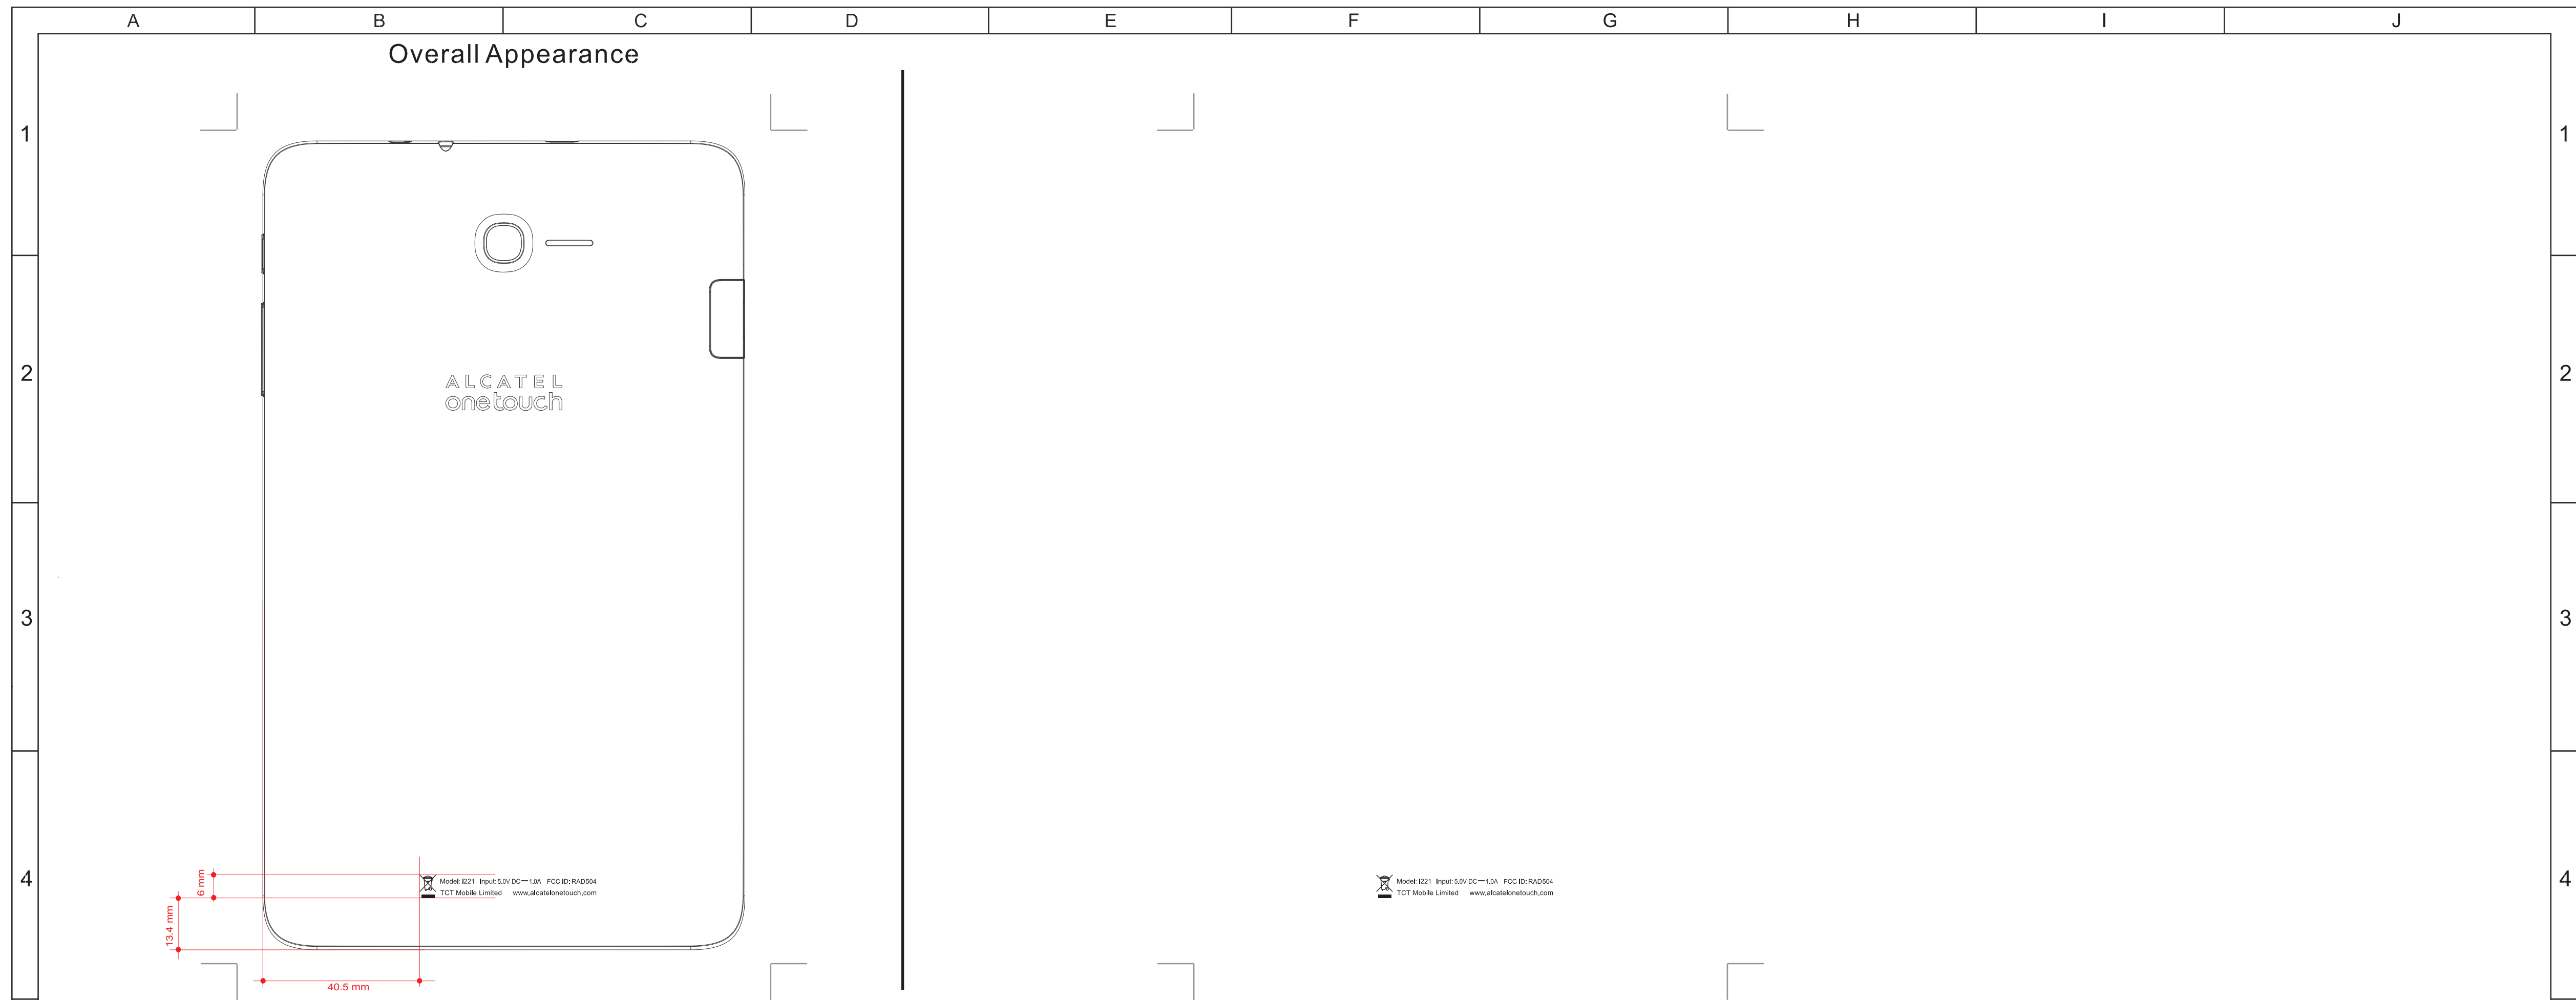 A B C D E F G H I J
Overall Appearance
1 1
2 2
ALCATEL
onetouch
3 3
4 4
Model: I221 Input: 5.0V DC⎓1.0A FCC ID: RAD504
TCT Mobile Limited www.alcatelonetouch.com
Model: I221 Input: 5.0V DC⎓1.0A FCC ID: RAD504
TCT Mobile Limited www.alcatelonetouch.com
6 mm
13.4 mm
40.5 mm